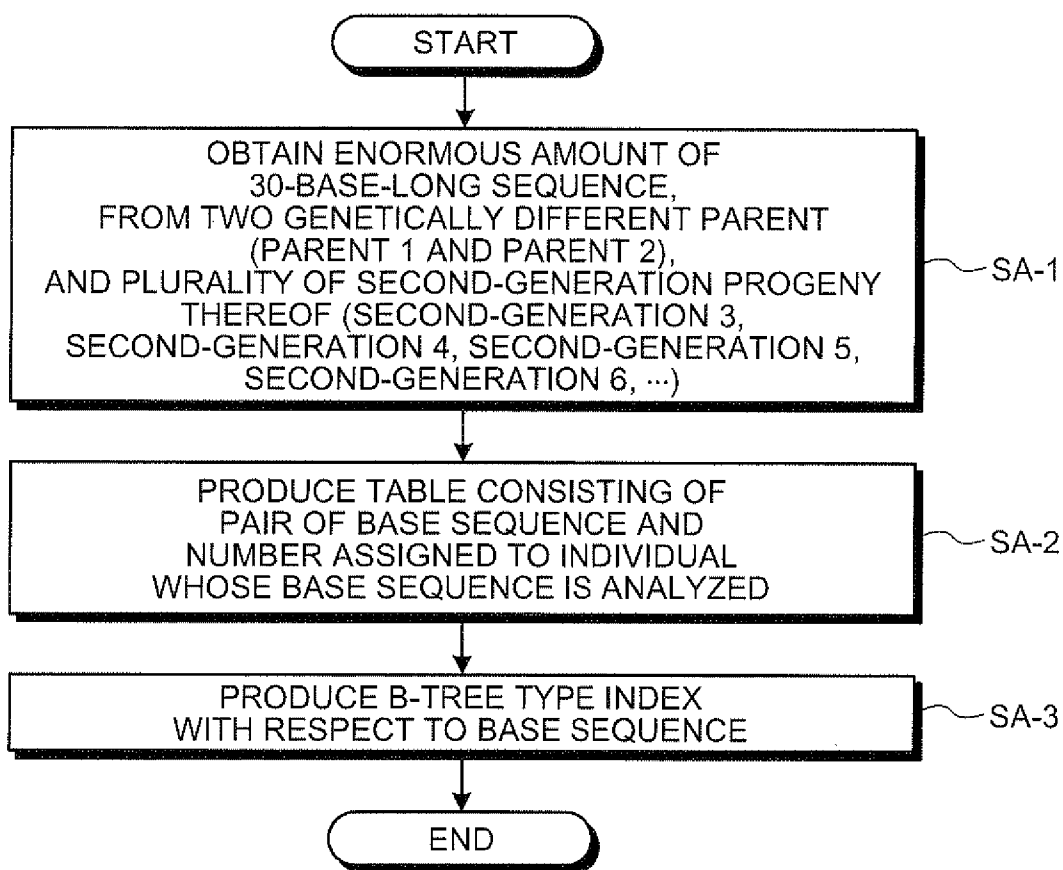 START
OBTAIN ENORMOUS AMOUNT OF
30-BASE-LONG SEQUENCE,
FROM TWO GENETICALLY DIFFERENT PARENT
(PARENT 1 AND PARENT 2),
AND PLURALITY OF SECOND-GENERATION PROGENY
THEREOF (SECOND-GENERATION 3,
SECOND-GENERATION 4, SECOND-GENERATION 5,
SECOND-GENERATION 6, ···)
SA-1
PRODUCE TABLE CONSISTING OF
PAIR OF BASE SEQUENCE AND
NUMBER ASSIGNED TO INDIVIDUAL
WHOSE BASE SEQUENCE IS ANALYZED
SA-2
PRODUCE B-TREE TYPE INDEX
WITH RESPECT TO BASE SEQUENCE
SA-3
END